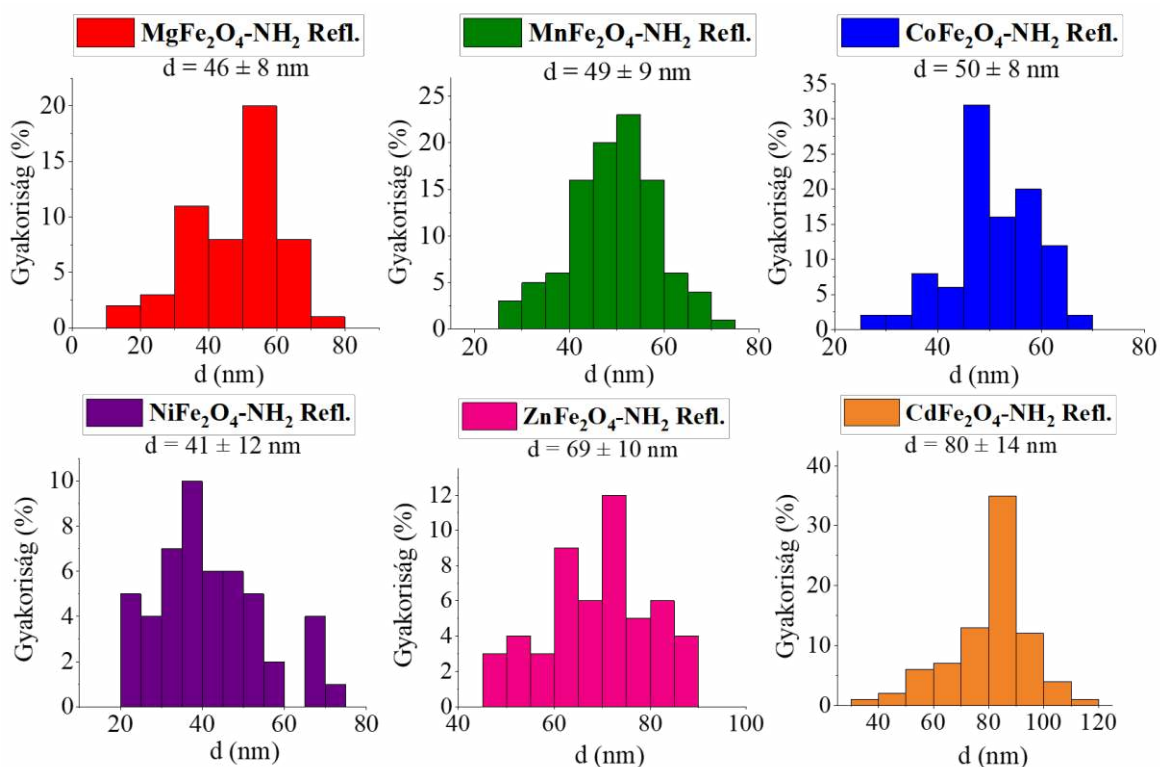 MgFe₂O₄-NH₂ Refl.
d = 46 ± 8 nm
Gyakoriság (%)
20
15
10
5
0
0 20 40 60 80
d (nm)
MnFe₂O₄-NH₂ Refl.
d = 49 ± 9 nm
Gyakoriság (%)
25
20
15
10
5
0
20 40 60 80
d (nm)
CoFe₂O₄-NH₂ Refl.
d = 50 ± 8 nm
Gyakoriság (%)
35
30
25
20
15
10
5
0
20 40 60 80
d (nm)
NiFe₂O₄-NH₂ Refl.
d = 41 ± 12 nm
Gyakoriság (%)
10
8
6
4
2
0
20 40 60 80
d (nm)
ZnFe₂O₄-NH₂ Refl.
d = 69 ± 10 nm
Gyakoriság (%)
12
10
8
6
4
2
0
40 60 80 100
d (nm)
CdFe₂O₄-NH₂ Refl.
d = 80 ± 14 nm
Gyakoriság (%)
40
30
20
10
0
40 60 80 100 120
d (nm)